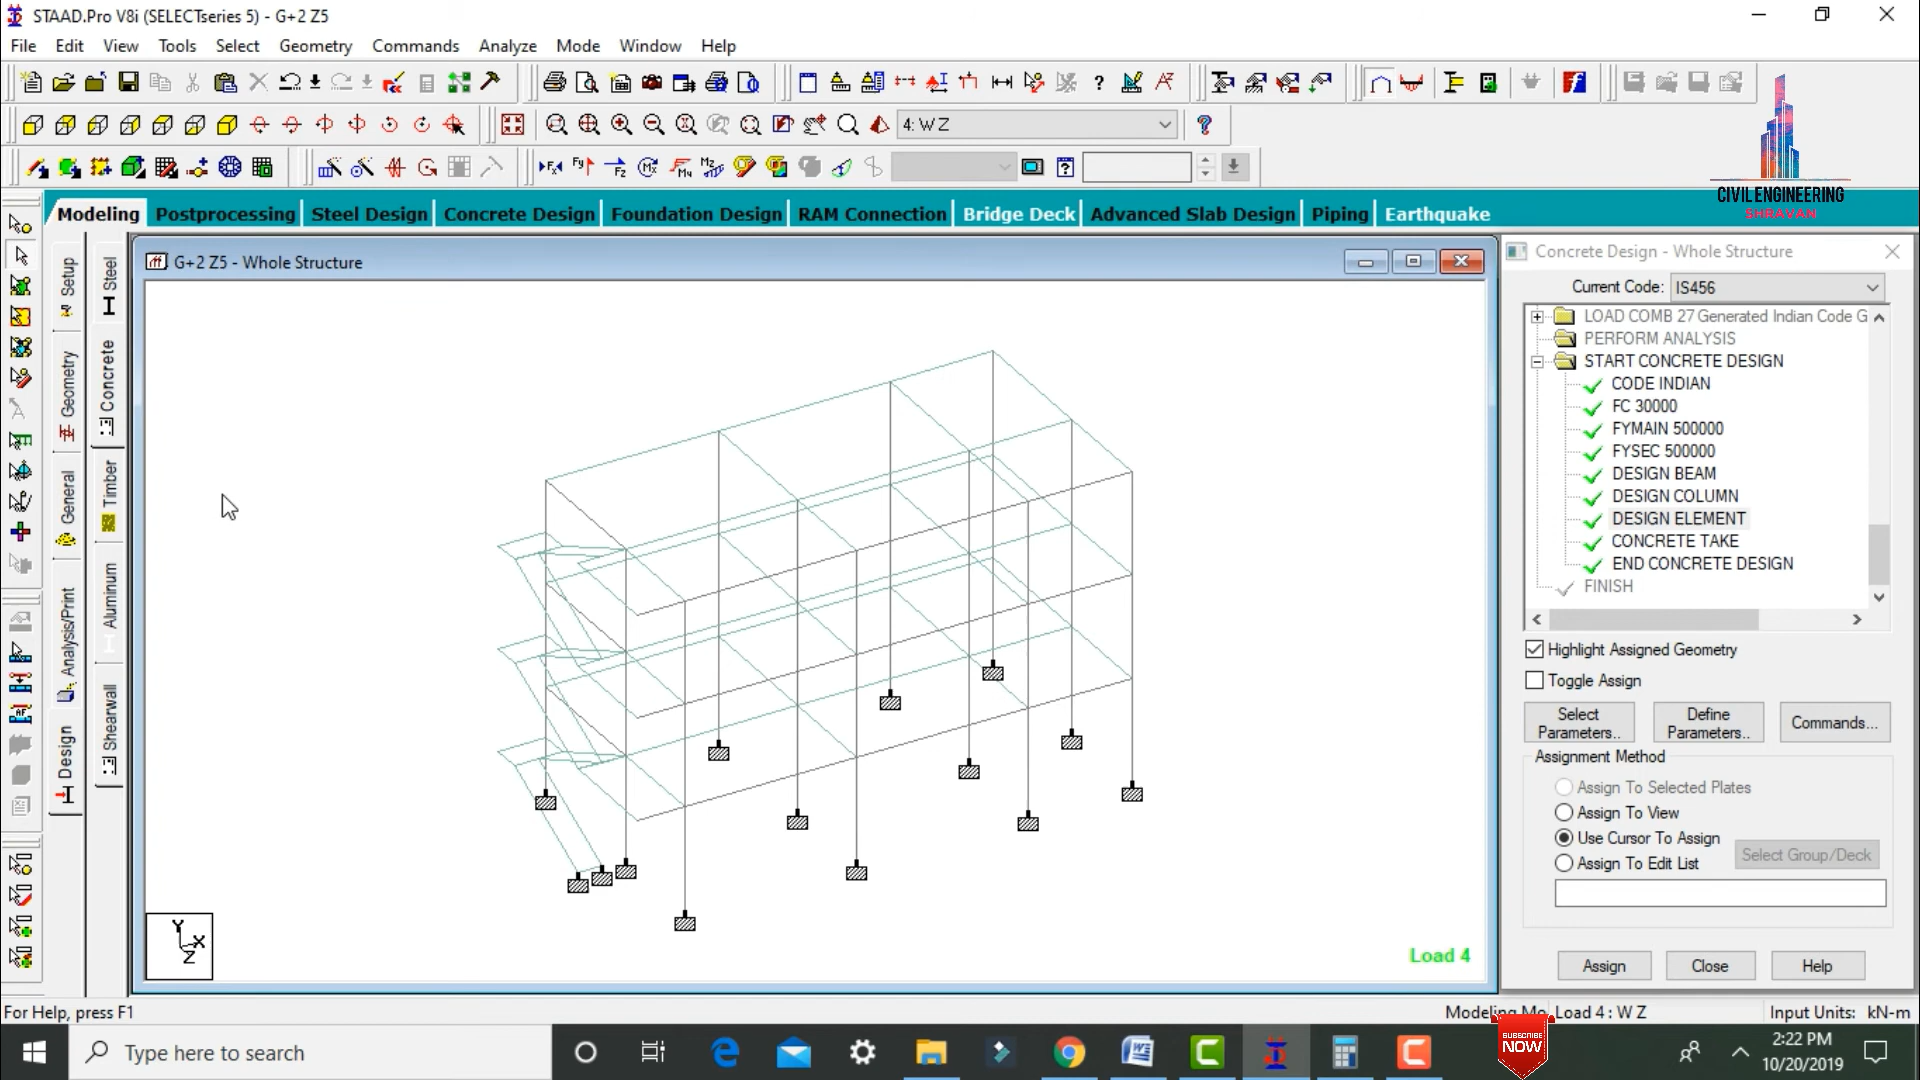 STAAD.Pro V8i (SELECTseries 5) - G+2 Z5
File Edit View Tools Select Geometry Commands Analyze Mode Window Help
4: W Z
CIVIL ENGINEERING
SHRAVAN
Modeling Postprocessing Steel Design Concrete Design Foundation Design RAM Connection Bridge Deck Advanced Slab Design Piping Earthquake
Setup
Geometry
General
Analysis/Print
Design
Steel
Concrete
Timber
Aluminum
Shearwall
G+2 Z5 - Whole Structure
Y
X
Z
Load 4
Concrete Design - Whole Structure
Current Code: IS456
LOAD COMB 27 Generated Indian Code G
PERFORM ANALYSIS
START CONCRETE DESIGN
CODE INDIAN
FC 30000
FYMAIN 500000
FYSEC 500000
DESIGN BEAM
DESIGN COLUMN
DESIGN ELEMENT
CONCRETE TAKE
END CONCRETE DESIGN
FINISH
Highlight Assigned Geometry
Toggle Assign
Select Parameters..
Define Parameters..
Commands...
Assignment Method
Assign To Selected Plates
Assign To View
Use Cursor To Assign
Select Group/Deck
Assign To Edit List
Assign Close Help
For Help, press F1
Modeling Mo Load 4 : W Z Input Units: kN-m
Type here to search
SUBSCRIBE
NOW
2:22 PM
10/20/2019